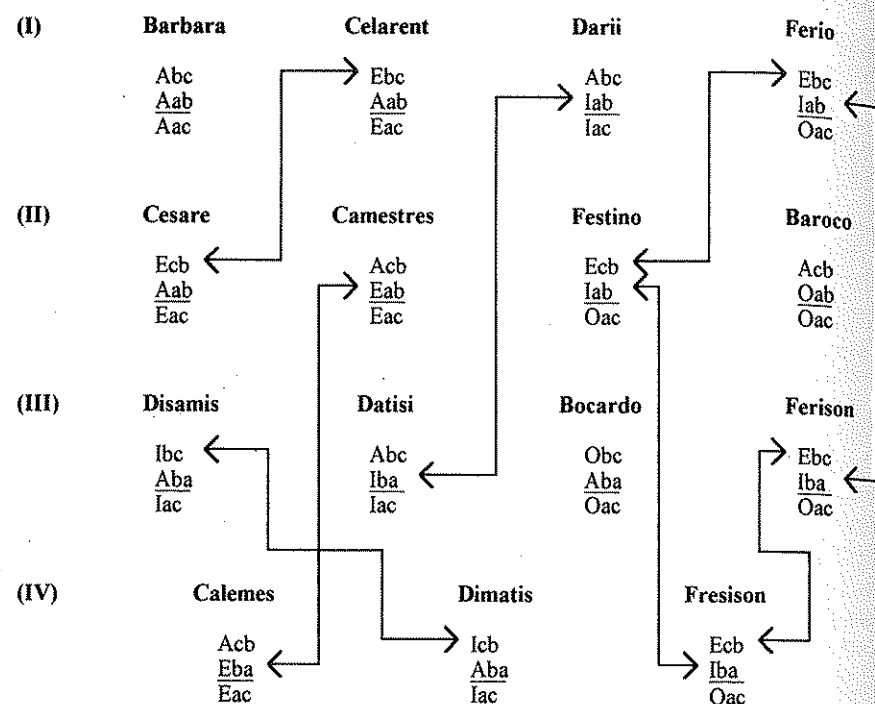 (I) Barbara Celarent Darii Ferio
Abc Ebc Abc Ebc
Aab Aab Iab Iab
Aac Eac Iac Oac
(II) Cesare Camestres Festino Baroco
Ecb Acb Ecb Acb
Aab Eab Iab Oab
Eac Eac Oac Oac
(III) Disamis Datisi Bocardo Ferison
Ibc Abc Obc Ebc
Aba Iba Aba Iba
Iac Iac Oac Oac
(IV) Calemes Dimatis Fresison
Acb Icb Ecb
Eba Aba Iba
Eac Iac Oac